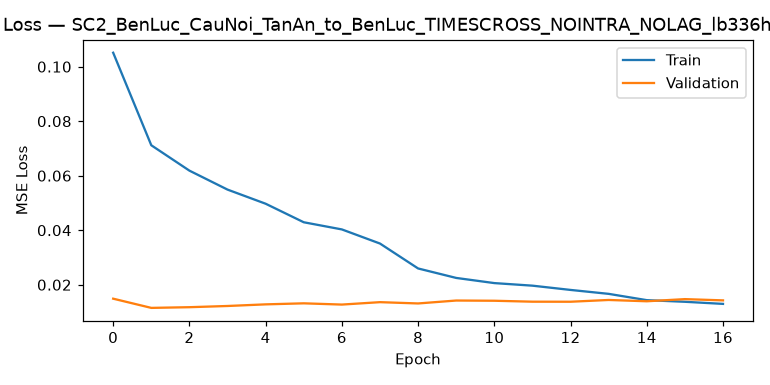 Loss — SC2_BenLuc_CauNoi_TanAn_to_BenLuc_TIMESCROSS_NOINTRA_NOLAG_lb336h
Train
Validation
MSE Loss
0.10
0.08
0.06
0.04
0.02
0 2 4 6 8 10 12 14 16
Epoch